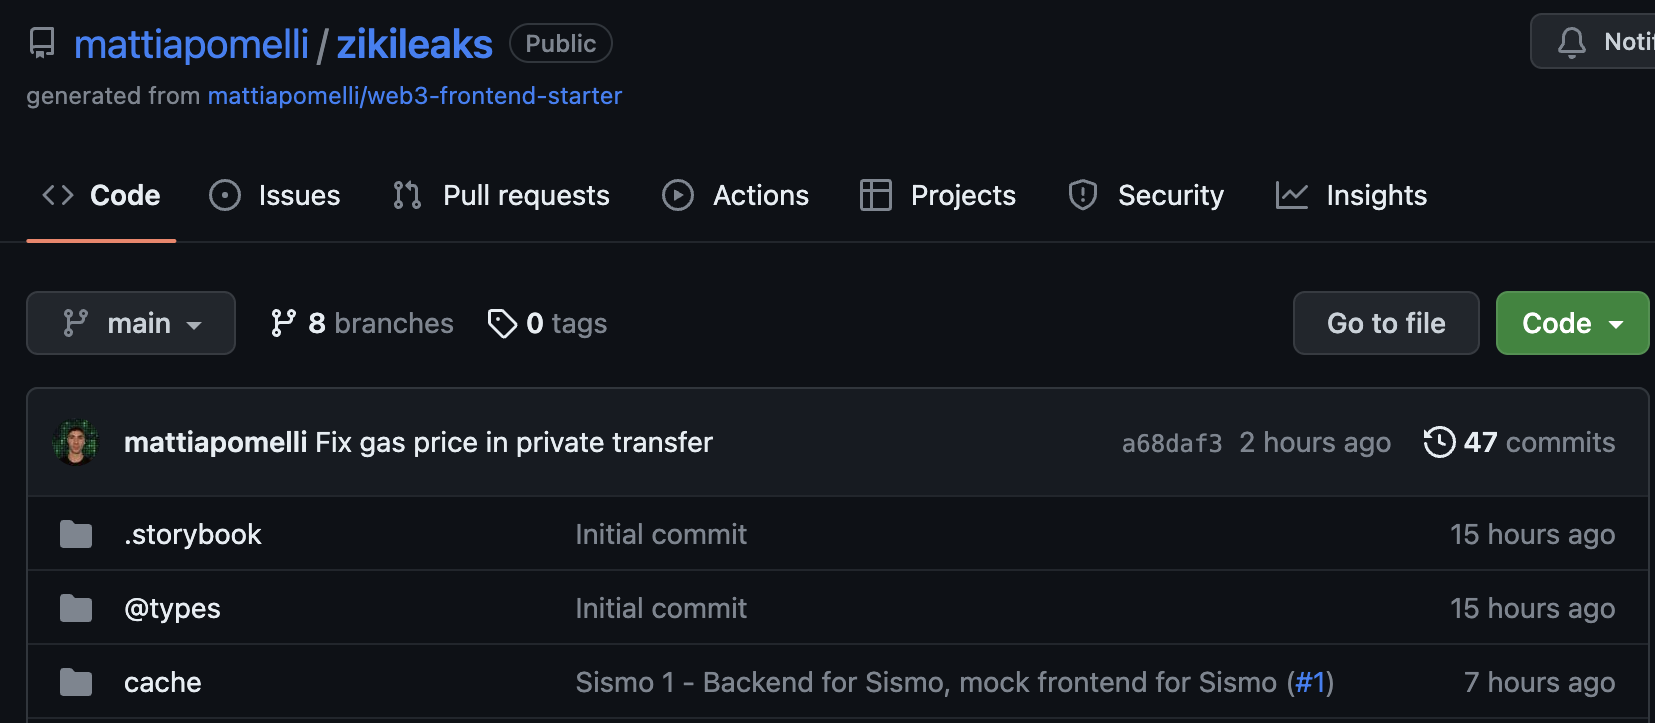 mattiapomelli / zikileaks Public
Notif
generated from mattiapomelli/web3-frontend-starter
Code Issues Pull requests Actions Projects Security Insights
main 8 branches 0 tags Go to file Code
mattiapomelli Fix gas price in private transfer a68daf3 2 hours ago 47 commits
.storybook Initial commit 15 hours ago
@types Initial commit 15 hours ago
cache Sismo 1 - Backend for Sismo, mock frontend for Sismo (#1) 7 hours ago